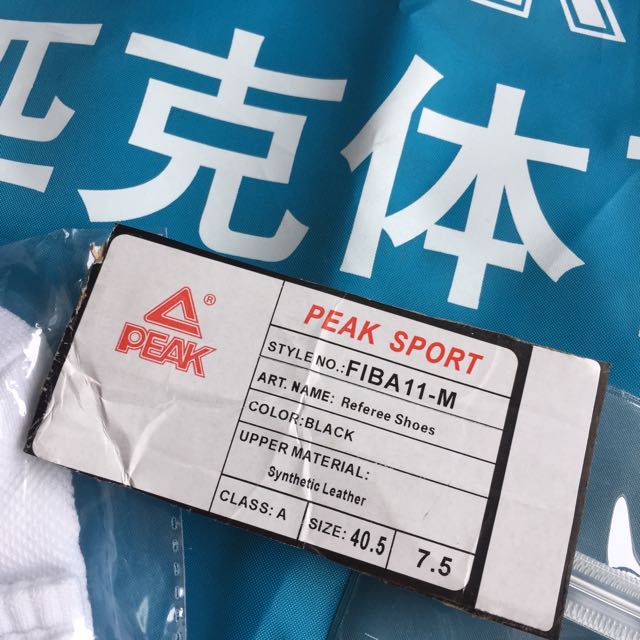 匹克体
®
PEAK
PEAK SPORT
STYLE NO.: FIBA11-M
ART. NAME: Referee Shoes
COLOR: BLACK
UPPER MATERIAL:
Synthetic Leather
CLASS: A SIZE: 40.5 7.5